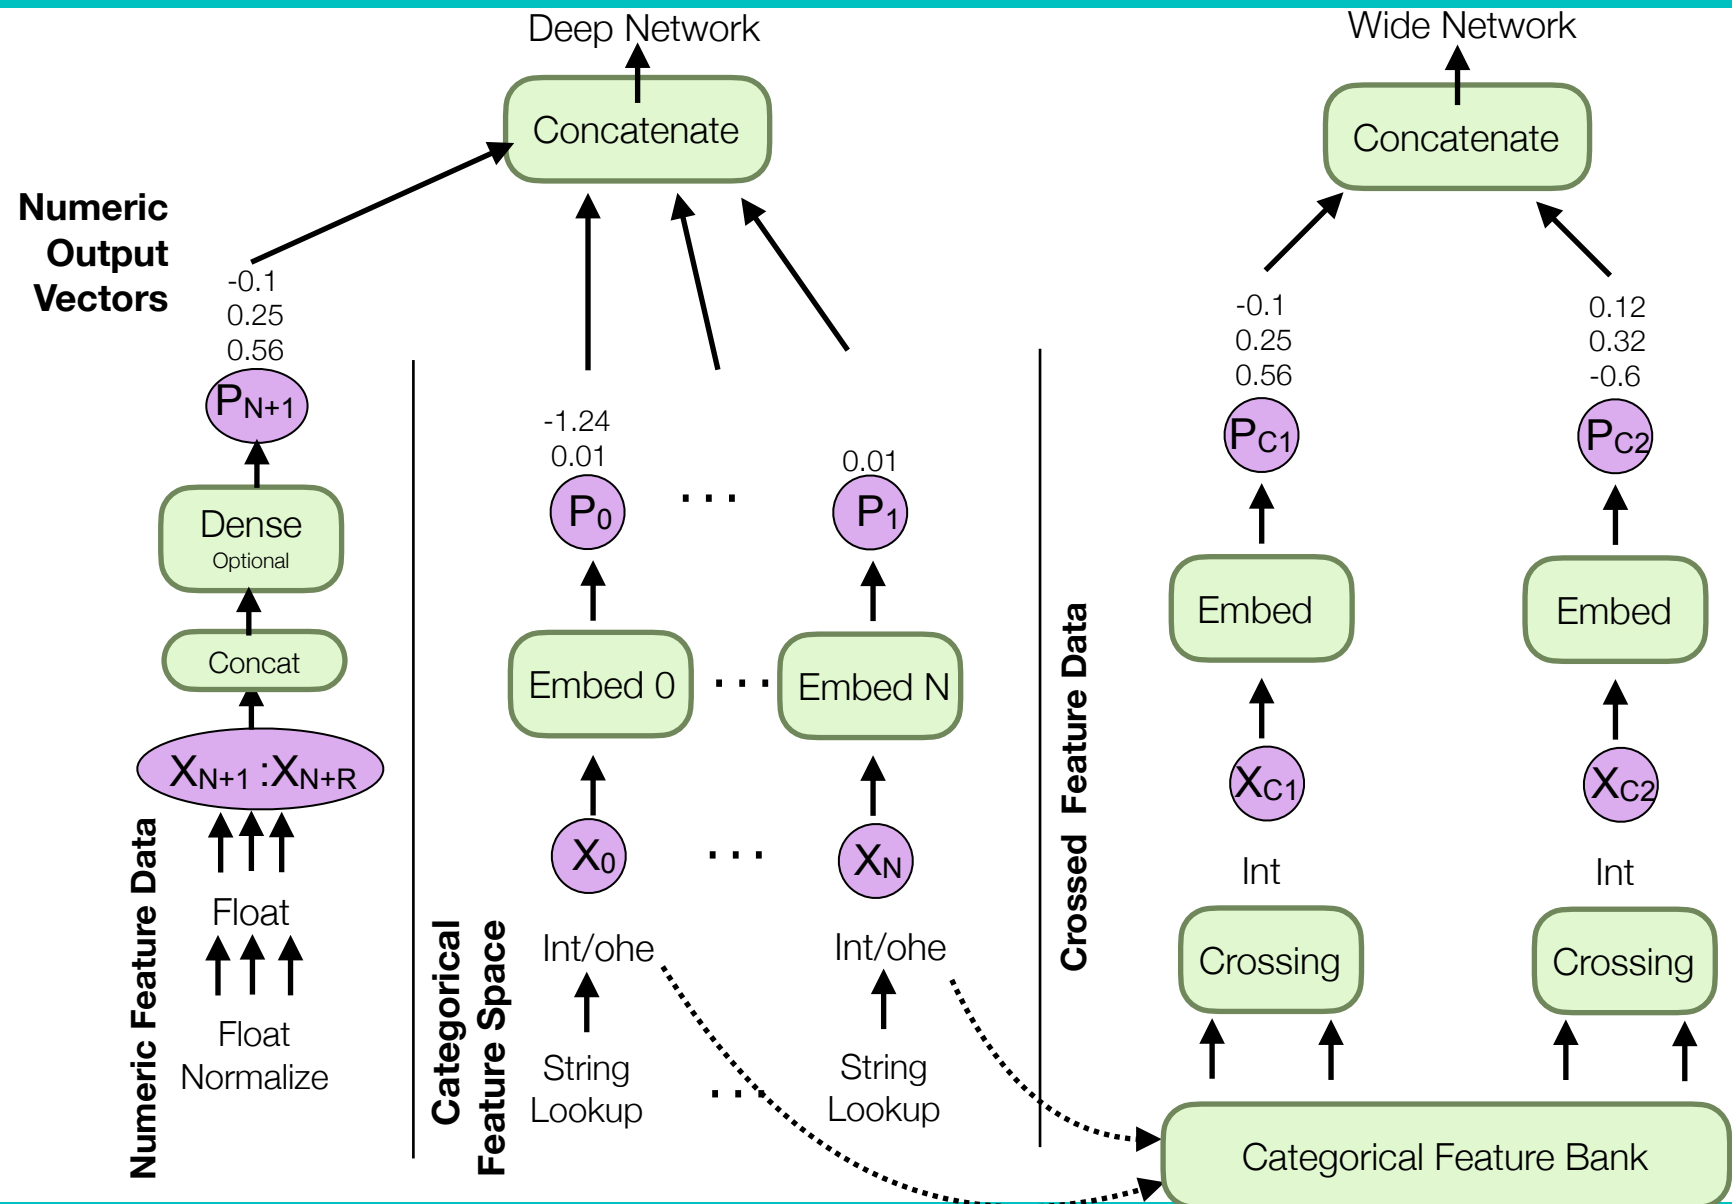 Deep Network
Concatenate
Numeric
Output
Vectors
-0.1
0.25
0.56
PN+1
Dense
Optional
Concat
XN+1 :XN+R
Float
Float
Normalize
Numeric Feature Data
-1.24
0.01
P0
...
0.01
P1
Embed 0
...
Embed N
X0
...
XN
Int/ohe
Int/ohe
String
Lookup
...
String
Lookup
Categorical
Feature Space
Wide Network
Concatenate
-0.1
0.25
0.56
PC1
0.12
0.32
-0.6
PC2
Embed
Embed
XC1
XC2
Int
Int
Crossing
Crossing
Categorical Feature Bank
Crossed Feature Data